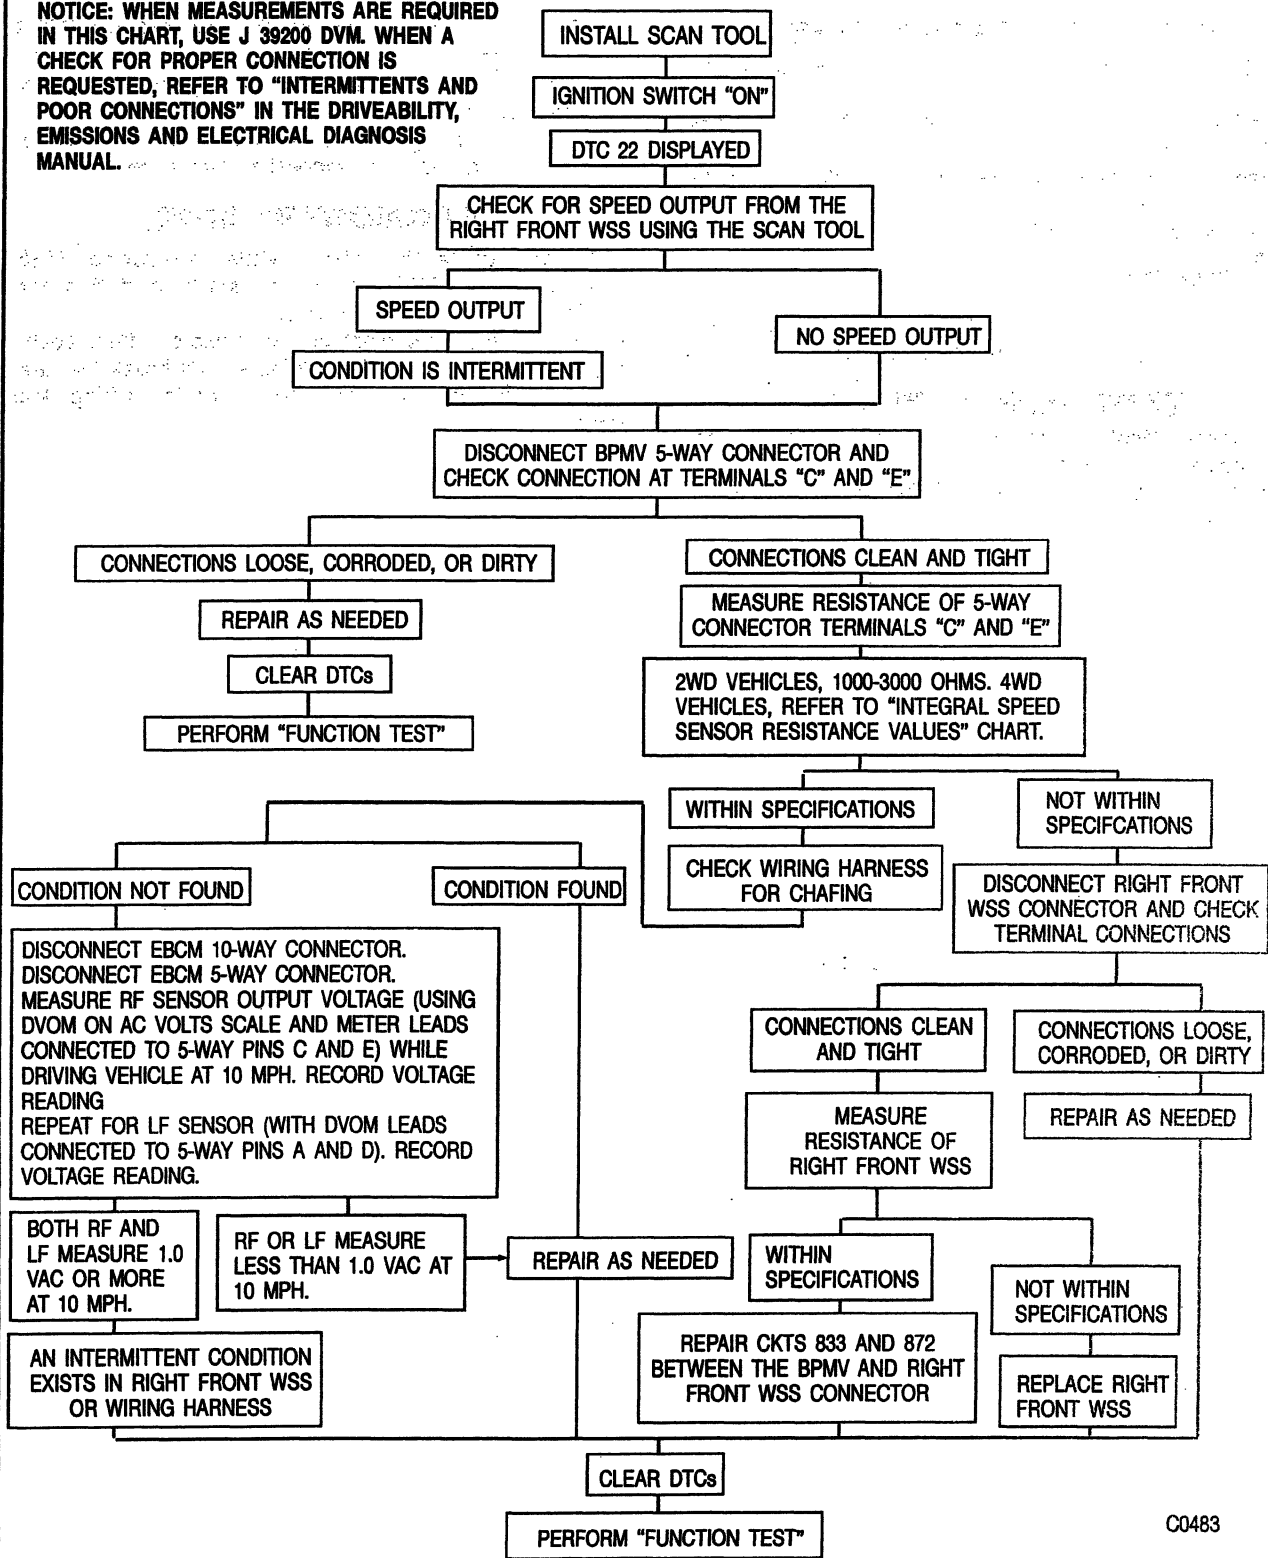 NOTICE: WHEN MEASUREMENTS ARE REQUIRED
IN THIS CHART, USE J 39200 DVM. WHEN A
CHECK FOR PROPER CONNECTION IS
REQUESTED, REFER TO “INTERMITTENTS AND
POOR CONNECTIONS” IN THE DRIVEABILITY,
EMISSIONS AND ELECTRICAL DIAGNOSIS
MANUAL.
INSTALL SCAN TOOL
IGNITION SWITCH “ON”
DTC 22 DISPLAYED
CHECK FOR SPEED OUTPUT FROM THE
RIGHT FRONT WSS USING THE SCAN TOOL
SPEED OUTPUT
NO SPEED OUTPUT
CONDITION IS INTERMITTENT
DISCONNECT BPMV 5-WAY CONNECTOR AND
CHECK CONNECTION AT TERMINALS “C” AND “E”
CONNECTIONS LOOSE, CORRODED, OR DIRTY
REPAIR AS NEEDED
CLEAR DTCs
PERFORM “FUNCTION TEST”
CONNECTIONS CLEAN AND TIGHT
MEASURE RESISTANCE OF 5-WAY
CONNECTOR TERMINALS “C” AND “E”
2WD VEHICLES, 1000-3000 OHMS. 4WD
VEHICLES, REFER TO “INTEGRAL SPEED
SENSOR RESISTANCE VALUES” CHART.
WITHIN SPECIFICATIONS
CHECK WIRING HARNESS
FOR CHAFING
NOT WITHIN
SPECIFCATIONS
DISCONNECT RIGHT FRONT
WSS CONNECTOR AND CHECK
TERMINAL CONNECTIONS
CONDITION NOT FOUND
CONDITION FOUND
DISCONNECT EBCM 10-WAY CONNECTOR.
DISCONNECT EBCM 5-WAY CONNECTOR.
MEASURE RF SENSOR OUTPUT VOLTAGE (USING
DVOM ON AC VOLTS SCALE AND METER LEADS
CONNECTED TO 5-WAY PINS C AND E) WHILE
DRIVING VEHICLE AT 10 MPH. RECORD VOLTAGE
READING
REPEAT FOR LF SENSOR (WITH DVOM LEADS
CONNECTED TO 5-WAY PINS A AND D). RECORD
VOLTAGE READING.
BOTH RF AND
LF MEASURE 1.0
VAC OR MORE
AT 10 MPH.
RF OR LF MEASURE
LESS THAN 1.0 VAC AT
10 MPH.
REPAIR AS NEEDED
AN INTERMITTENT CONDITION
EXISTS IN RIGHT FRONT WSS
OR WIRING HARNESS
CONNECTIONS CLEAN
AND TIGHT
CONNECTIONS LOOSE,
CORRODED, OR DIRTY
REPAIR AS NEEDED
MEASURE
RESISTANCE OF
RIGHT FRONT WSS
WITHIN
SPECIFICATIONS
NOT WITHIN
SPECIFICATIONS
REPAIR CKTS 833 AND 872
BETWEEN THE BPMV AND RIGHT
FRONT WSS CONNECTOR
REPLACE RIGHT
FRONT WSS
CLEAR DTCs
PERFORM “FUNCTION TEST”
C0483